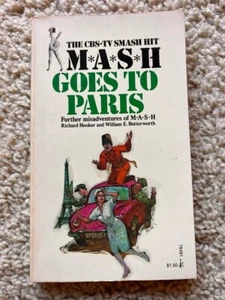 THE CBS-TV SMASH HIT
M*A*S*H
GOES TO
PARIS
Further misadventures of M*A*S*H
Richard Hooker and William E. Butterworth
$1.50